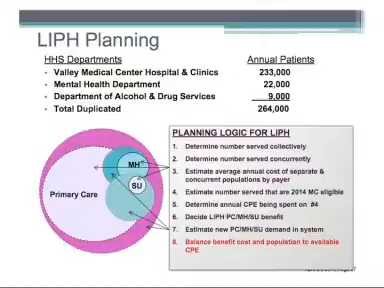 LIPH Planning
HHS Departments Annual Patients
• Valley Medical Center Hospital & Clinics 233,000
• Mental Health Department 22,000
• Department of Alcohol & Drug Services 9,000
• Total Duplicated 264,000
PLANNING LOGIC FOR LIPH
1. Determine number served collectively
2. Determine number served concurrently
3. Estimate average annual cost of separate &
concurrent populations by payer
4. Estimate number served that are 2014 MC eligible
5. Determine annual CPE being spent on #4
6. Decide LIPH PC/MH/SU benefit
7. Estimate new PC/MH/SU demand in system
8. Balance benefit cost and population to available
CPE
MH
SU
Primary Care